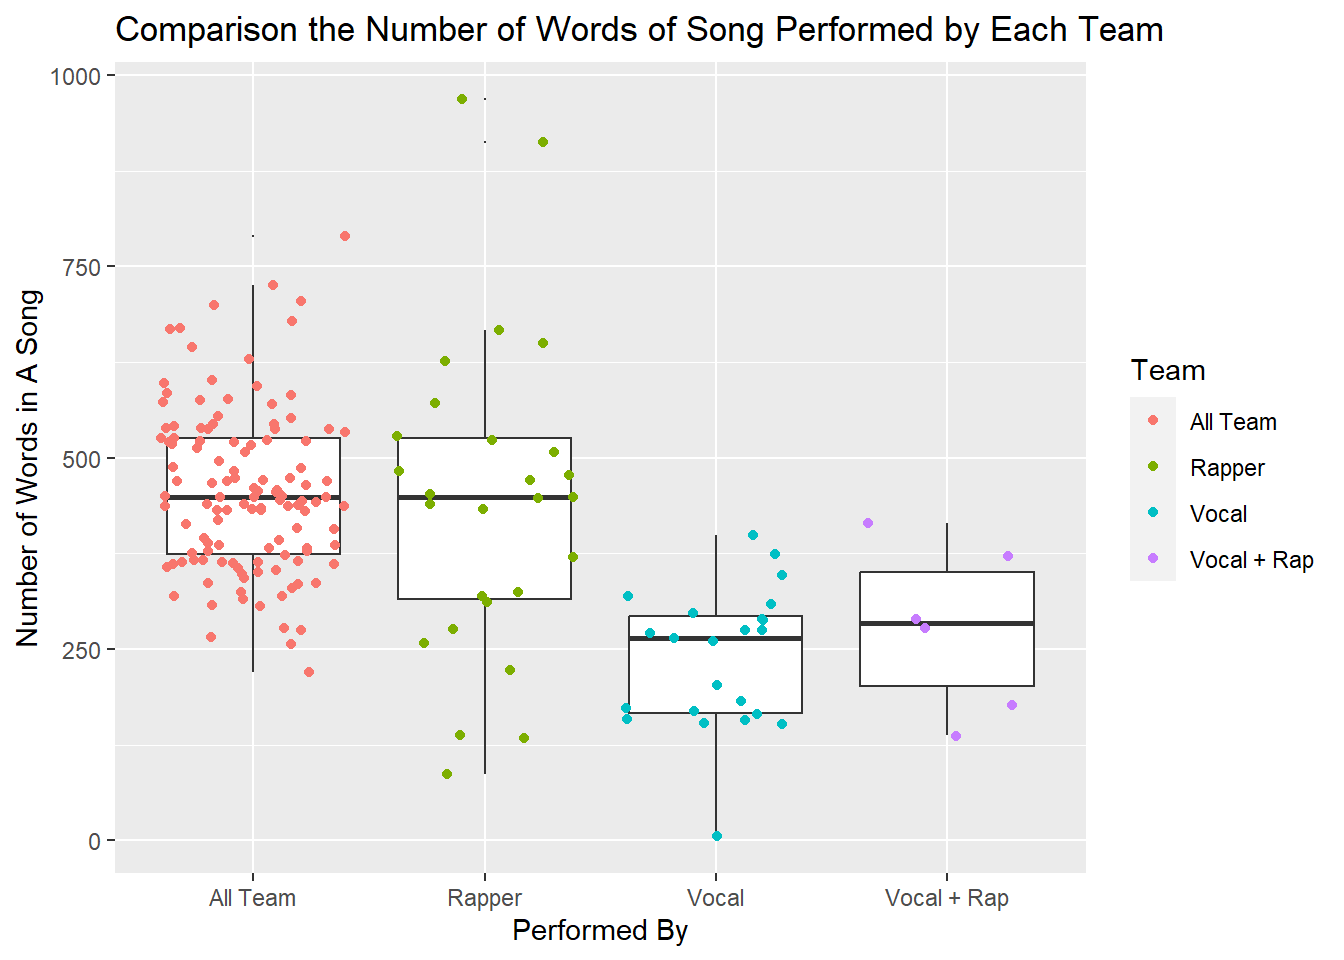 Comparison the Number of Words of Song Performed by Each Team
Number of Words in A Song
1000
750
500
250
0
All Team
Rapper
Vocal
Vocal + Rap
Performed By
Team
All Team
Rapper
Vocal
Vocal + Rap